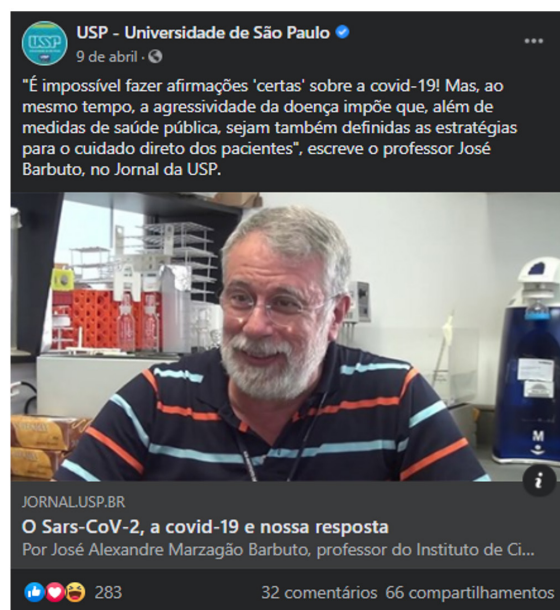 USP
USP - Universidade de São Paulo
9 de abril ·
"É impossível fazer afirmações 'certas' sobre a covid-19! Mas, ao
mesmo tempo, a agressividade da doença impõe que, além de
medidas de saúde pública, sejam também definidas as estratégias
para o cuidado direto dos pacientes", escreve o professor José
Barbuto, no Jornal da USP.
M
i
JORNAL.USP.BR
O Sars-CoV-2, a covid-19 e nossa resposta
Por José Alexandre Marzagão Barbuto, professor do Instituto de Ci...
283
32 comentários 66 compartilhamentos